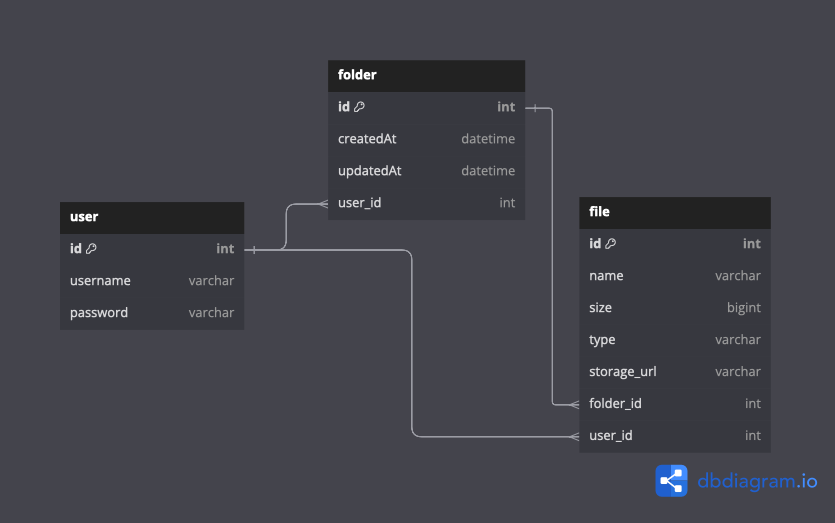 folder
id int
createdAt datetime
updatedAt datetime
user_id int
user
id int
username varchar
password varchar
file
id int
name varchar
size bigint
type varchar
storage_url varchar
folder_id int
user_id int
dbdiagram.io